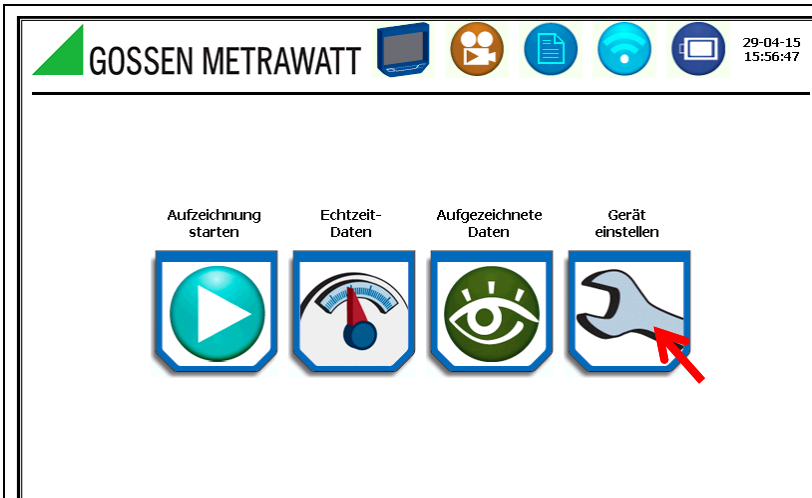 GOSSEN METRAWATT
29-04-15
15:56:47
Aufzeichnung
starten
Echtzeit-
Daten
Aufgezeichnete
Daten
Gerät
einstellen